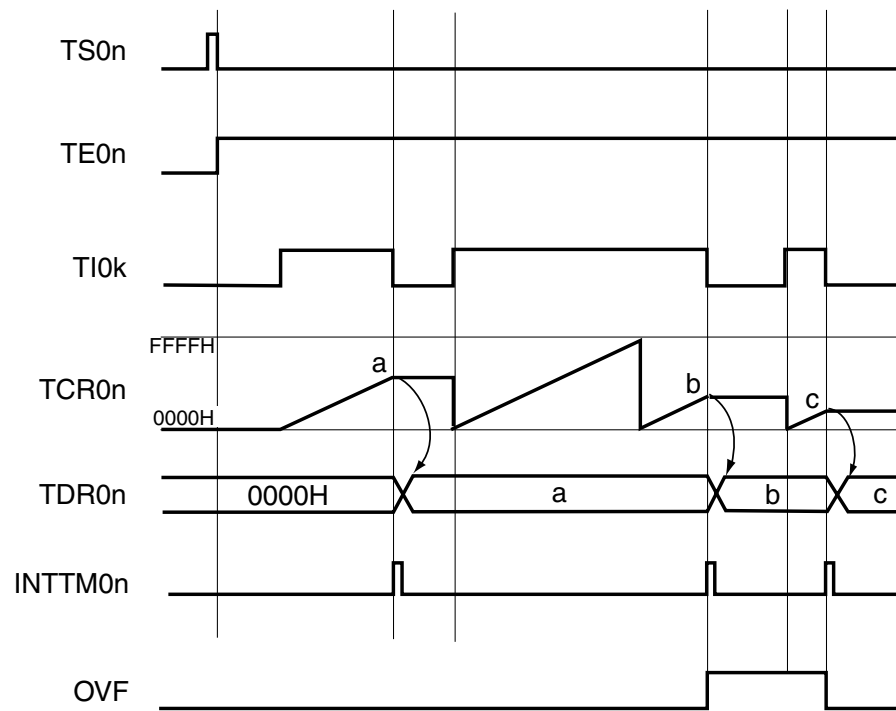 TS0n
TE0n
TI0k
FFFFH
a
TCR0n
b
c
0000H
TDR0n
0000H
a
b
c
INTTM0n
OVF